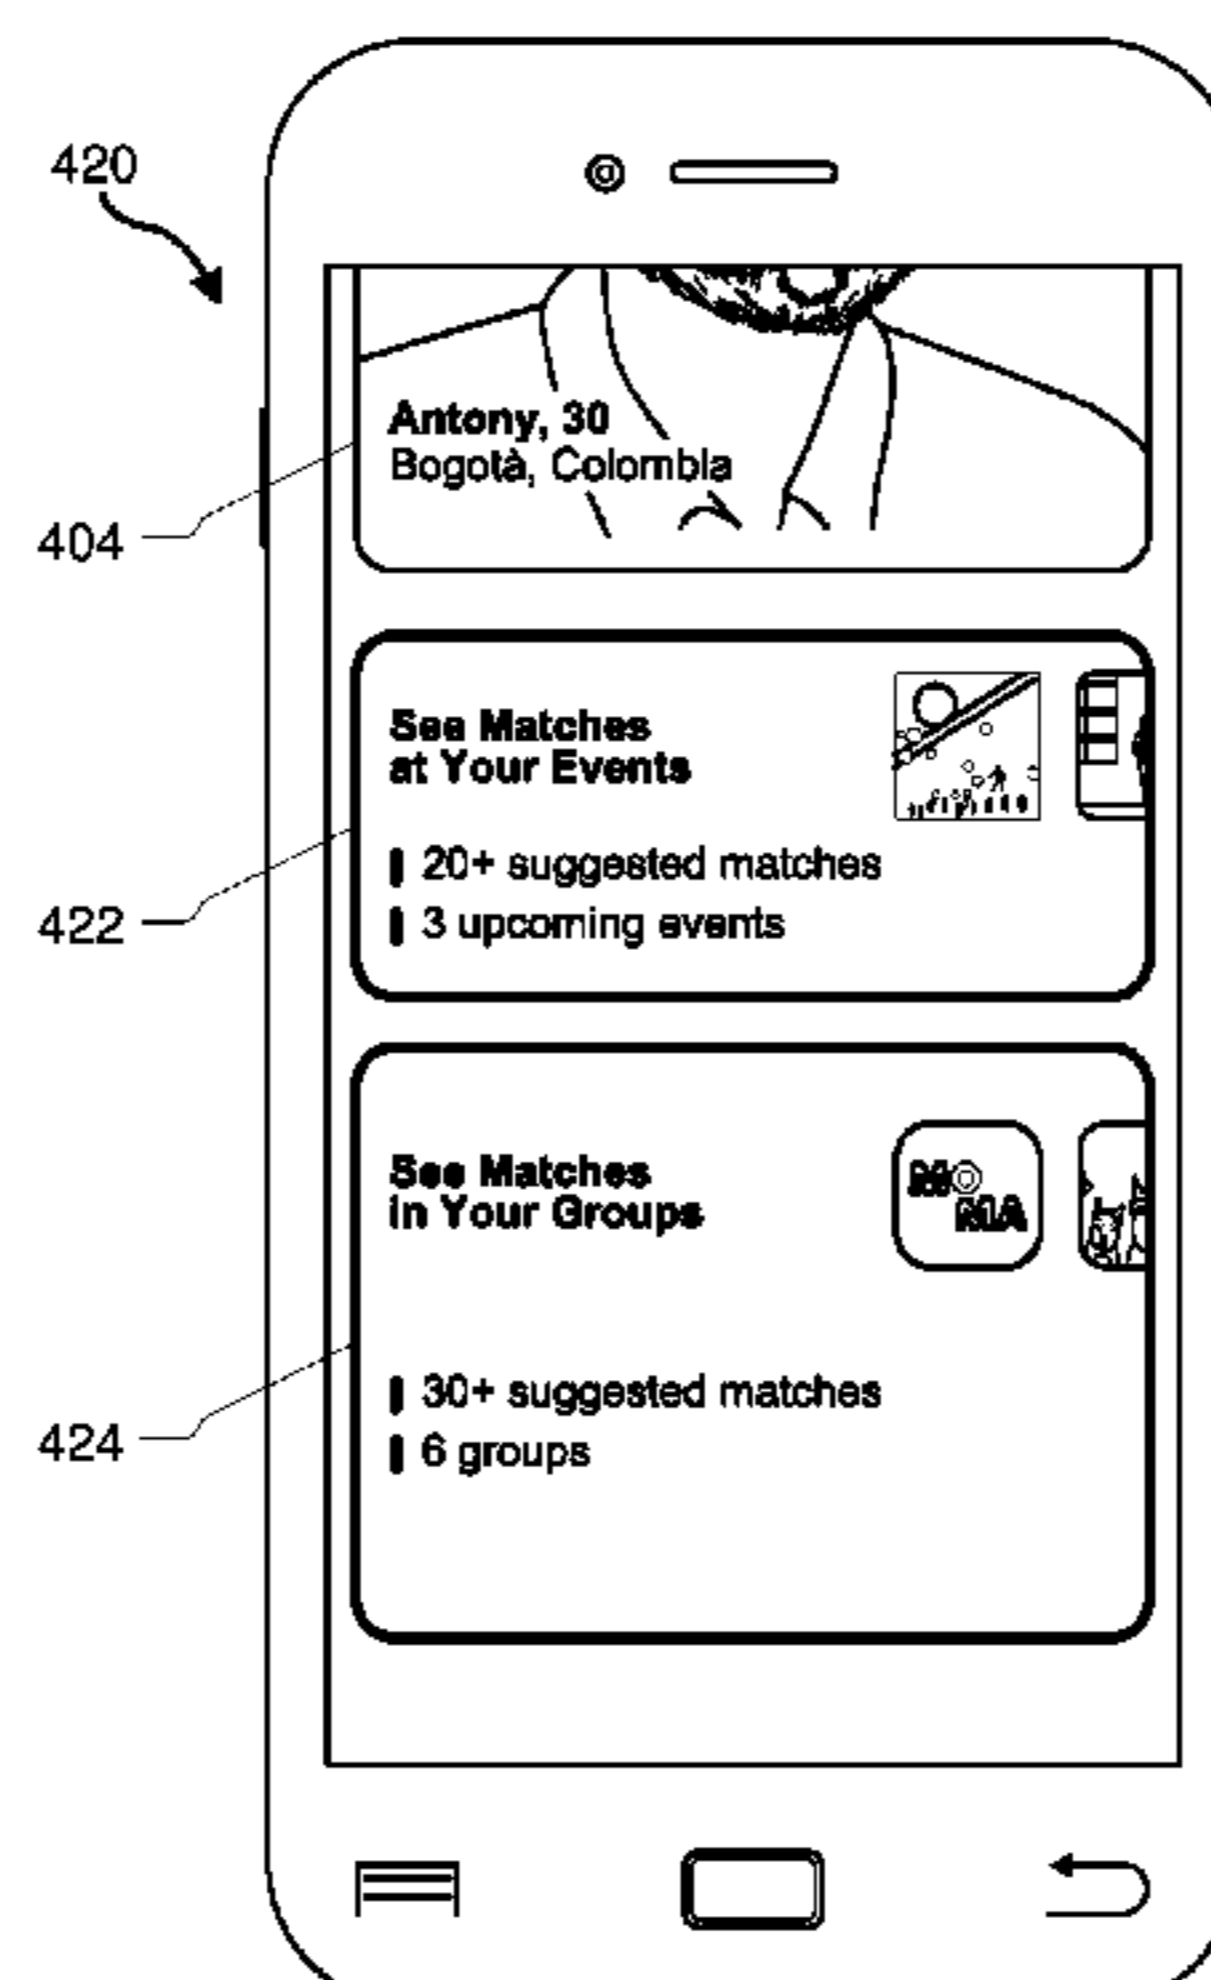 420
Antony, 30
Bogotà, Colombia
404
See Matches
at Your Events
20+ suggested matches
422
3 upcoming events
See Matches
in Your Groups
MA
30+ suggested matches
424
6 groups